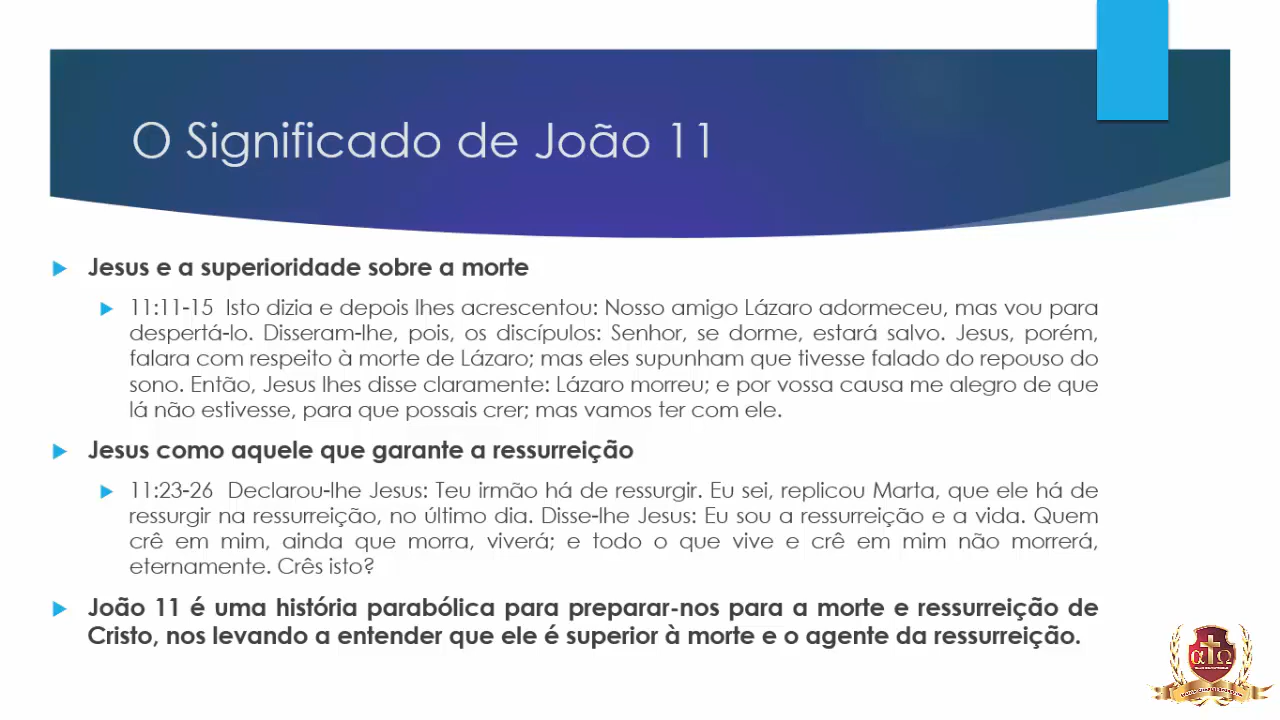 O Significado de João 11
Jesus e a superioridade sobre a morte
11:11-15 Isto dizia e depois lhes acrescentou: Nosso amigo Lázaro adormeceu, mas vou para
despertá-lo. Disseram-lhe, pois, os discípulos: Senhor, se dorme, estará salvo. Jesus, porém,
falara com respeito à morte de Lázaro; mas eles supunham que tivesse falado do repouso do
sono. Então, Jesus lhes disse claramente: Lázaro morreu; e por vossa causa me alegro de que
lá não estivesse, para que possais crer; mas vamos ter com ele.
Jesus como aquele que garante a ressurreição
11:23-26 Declarou-lhe Jesus: Teu irmão há de ressurgir. Eu sei, replicou Marta, que ele há de
ressurgir na ressurreição, no último dia. Disse-lhe Jesus: Eu sou a ressurreição e a vida. Quem
crê em mim, ainda que morra, viverá; e todo o que vive e crê em mim não morrerá,
eternamente. Crês isto?
João 11 é uma história parabólica para preparar-nos para a morte e ressurreição de
Cristo, nos levando a entender que ele é superior à morte e o agente da ressurreição.
α Ω